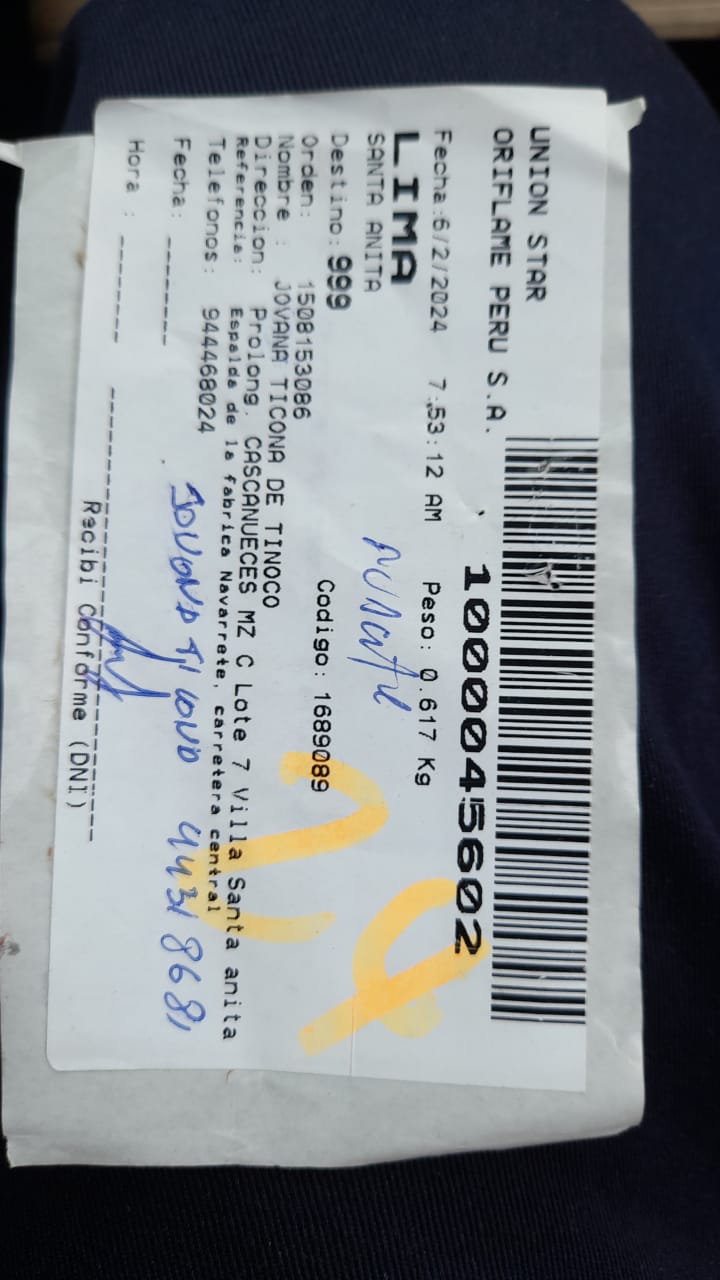 UNION STAR
ORIFLAME PERU S.A.
1000045602
Fecha:6/2/2024 7:53:12 AM Peso: 0.617 Kg
LIMA
SANTA ANITA
Destino: 999
Orden: 1508153086 Codigo: 1689089
Nombre : JOVANA TICONA DE TINOCO
Direccion: Prolong. CASCANUECES MZ C Lote 7 Villa Santa anita
Referencia: Espalda de la fabrica Navarrete, carretera central
Telefonos: 944468024
Fecha: --------
Hora : --------
Recibi Conforme (DNI)